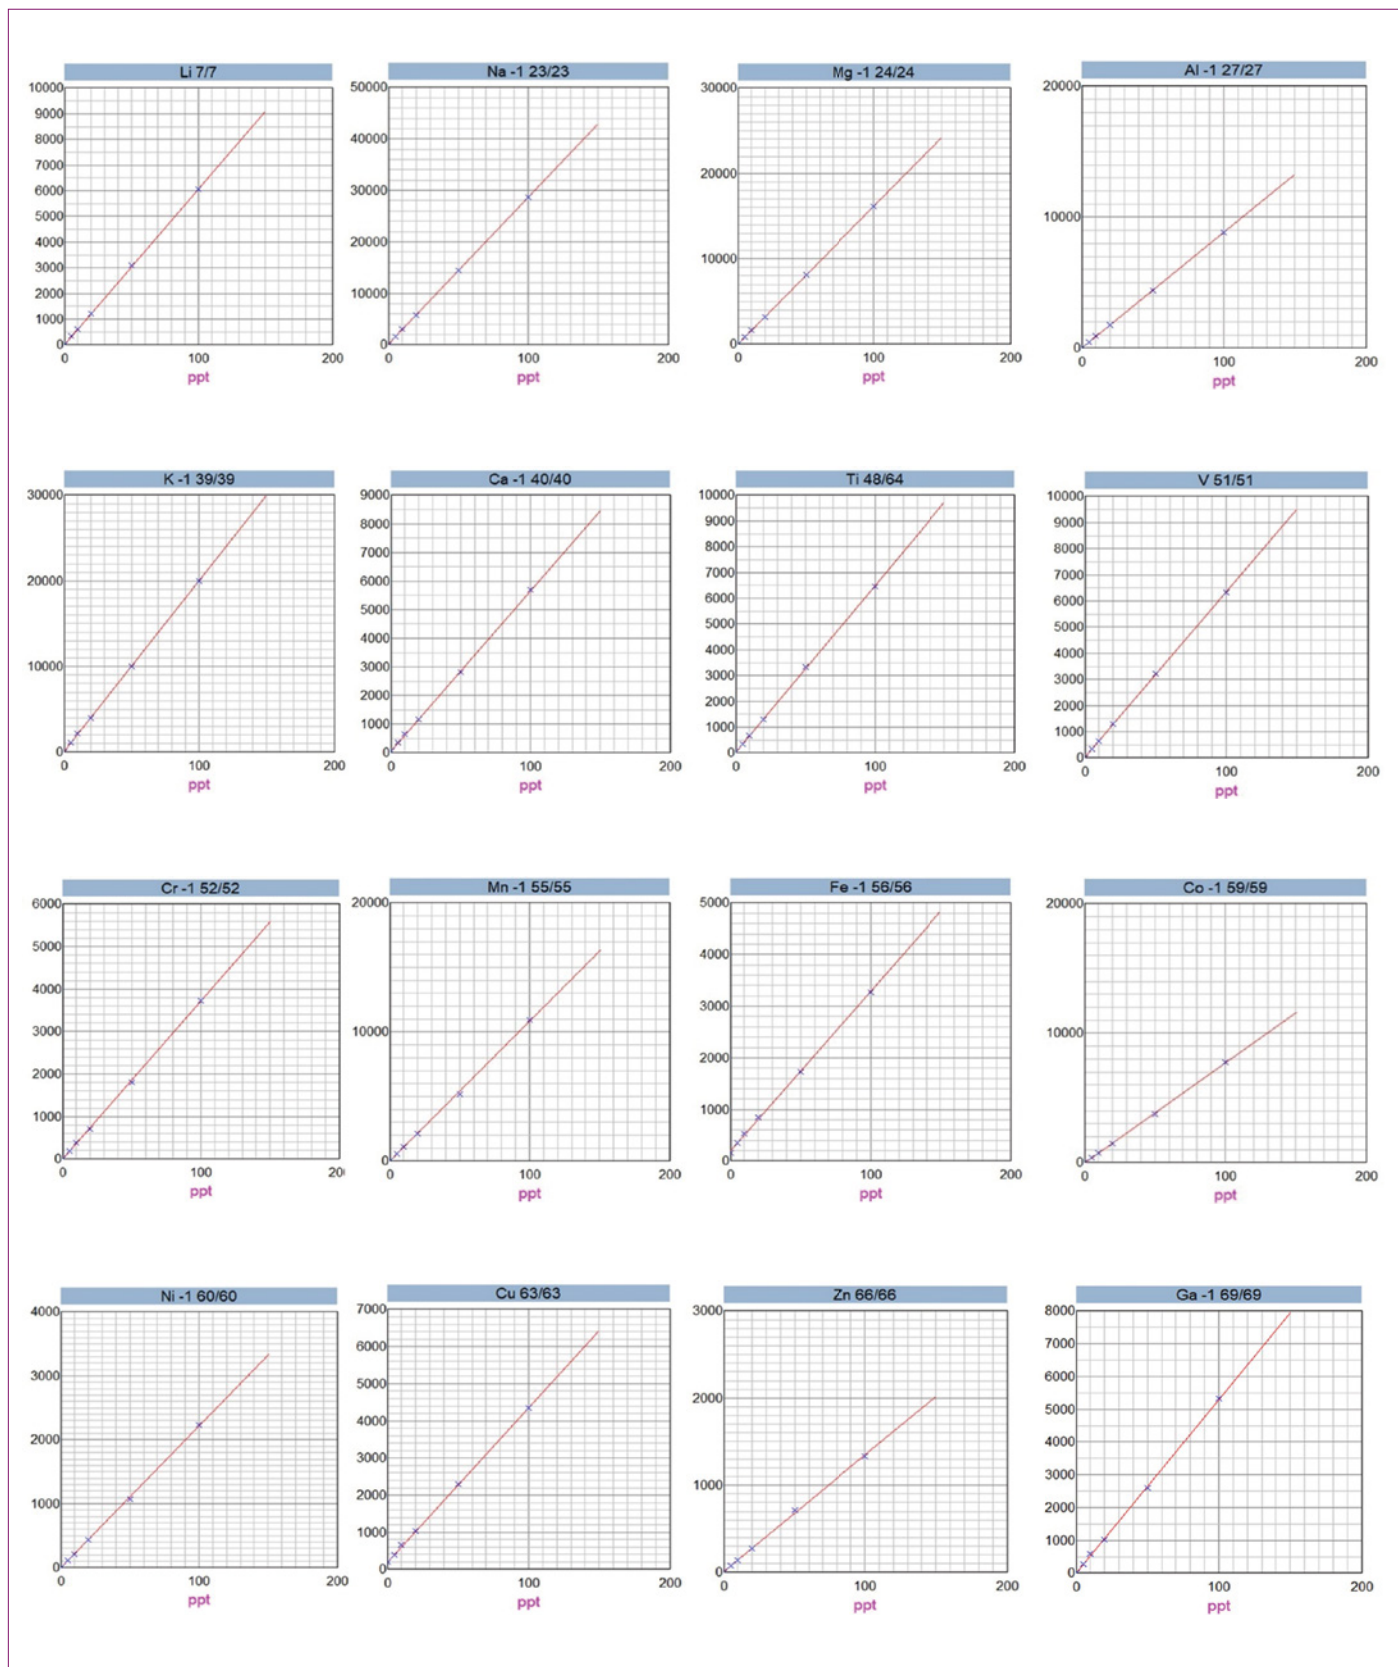 Li 7/7
10000
9000
8000
7000
6000
5000
4000
3000
2000
1000
0
0 100 200
ppt
Na -1 23/23
50000
40000
30000
20000
10000
0
0 100 200
ppt
Mg -1 24/24
30000
20000
10000
0
0 100 200
ppt
Al -1 27/27
20000
10000
0
0 100 200
ppt
K -1 39/39
30000
20000
10000
0
0 100 200
ppt
Ca -1 40/40
9000
8000
7000
6000
5000
4000
3000
2000
1000
0
0 100 200
ppt
Ti 48/64
10000
9000
8000
7000
6000
5000
4000
3000
2000
1000
0
0 100 200
ppt
V 51/51
10000
9000
8000
7000
6000
5000
4000
3000
2000
1000
0
0 100 200
ppt
Cr -1 52/52
6000
5000
4000
3000
2000
1000
0
0 100 20
ppt
Mn -1 55/55
20000
10000
0
0 100 200
ppt
Fe -1 56/56
5000
4000
3000
2000
1000
0
0 100 200
ppt
Co -1 59/59
20000
10000
0
0 100 200
ppt
Ni -1 60/60
4000
3000
2000
1000
0
0 100 200
ppt
Cu 63/63
7000
6000
5000
4000
3000
2000
1000
0
0 100 200
ppt
Zn 66/66
3000
2000
1000
0
0 100 200
ppt
Ga -1 69/69
8000
7000
6000
5000
4000
3000
2000
1000
0
0 100 200
ppt